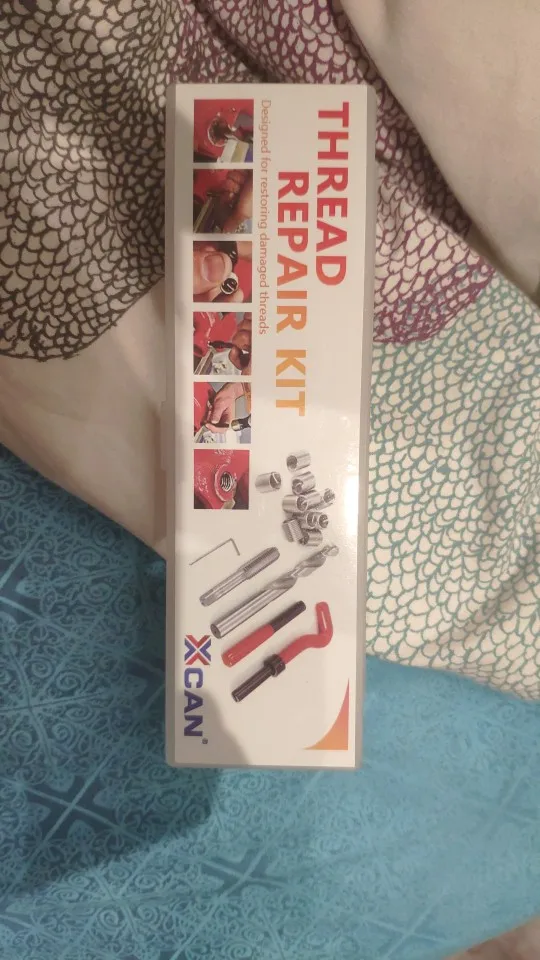 THREAD
REPAIR KIT
Designed for restoring damaged threads
XCAN®